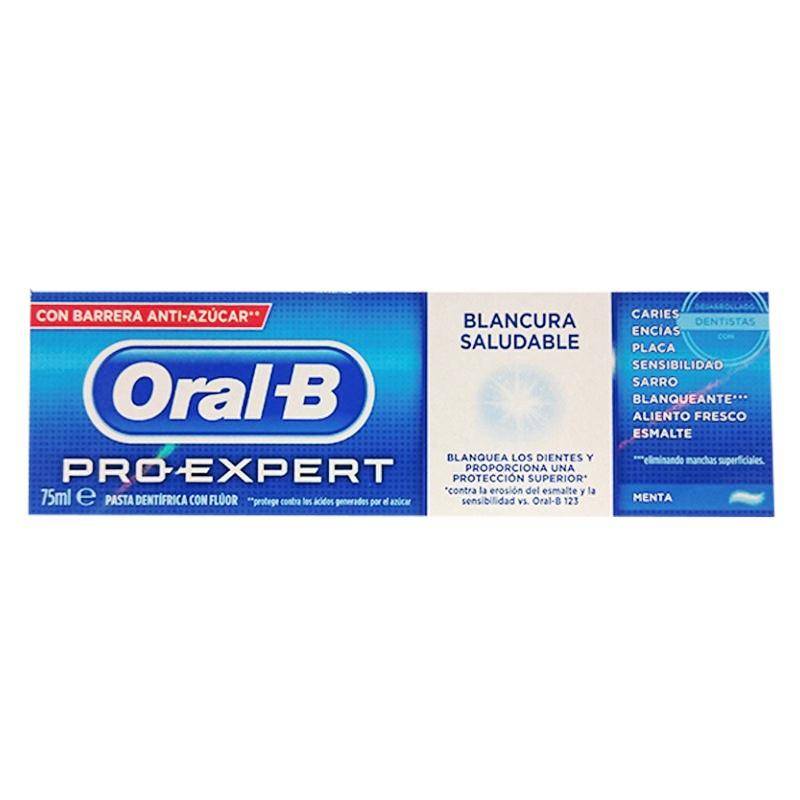 CON BARRERA ANTI-AZÚCAR**
Oral-B
PRO-EXPERT
75ml e PASTA DENTÍFRICA CON FLÚOR **protege contra los ácidos generados por el azúcar
BLANCURA
SALUDABLE
BLANQUEA LOS DIENTES Y
PROPORCIONA UNA
PROTECCIÓN SUPERIOR*
*contra la erosión del esmalte y la
sensibilidad vs. Oral-B 123
CARIES
ENCÍAS
PLACA
SENSIBILIDAD
SARRO
BLANQUEANTE***
ALIENTO FRESCO
ESMALTE
***eliminando manchas superficiales.
MENTA
DESARROLLADO
DENTISTAS
CON